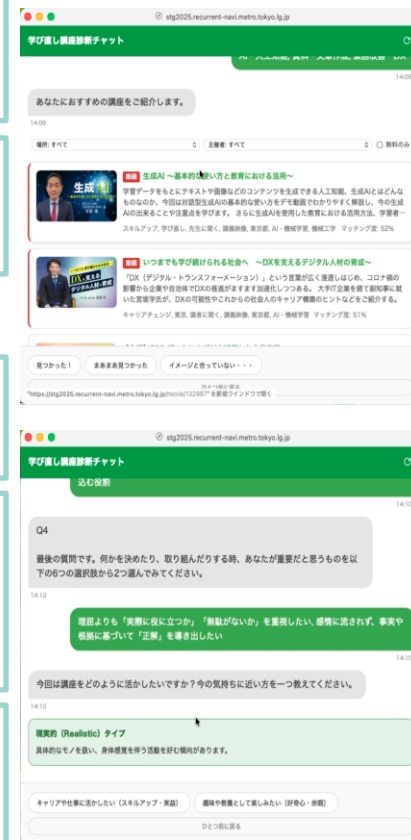 stg2025.recurrent-navi.metro.tokyo.lg.jp
学び直し講座診断チャット
14:09
あなたにおすすめの講座をご紹介します。
14:09
場所: すべて
主催者: すべて
無料のみ
動画 生成AI ～基本的な使い方と教育における活用～
学習データをもとにテキストや画像などのコンテンツを生成できる人工知能、生成AIとはどんな
ものなのか、今回は対話型生成AIの基本的な使い方をデモ動画でわかりやすく解説し、今の生成
AIの出来ることや注意点を学びます。 さらに生成AIを使用した教育における活用方法、学習者…
スキルアップ, 学び直し, 先生に聞く, 講義映像, 東京都, AI・機械学習, 機械工学 マッチング度: 52%
生成AI
動画 いつまでも学び続けられる社会へ ～DXを支えるデジタル人材の育成～
「DX（デジタル・トランスフォーメーション）」という言葉が広く浸透しはじめ、コロナ禍の
影響から企業や自治体でDXの推進がますます加速化しつつある。 大手IT企業を経て副知事に就
いた宮坂学氏が、DXの可能性やこれからの社会人のキャリア構築のヒントなどをご紹介する。
キャリアチェンジ, 東京, 識者に聞く, 講義映像, 東京都, AI・機械学習 マッチング度: 51%
DXを支える
デジタル人材の育成
見つかった！
まあまあ見つかった
イメージと合っていない・・・
ひとつ前に戻る
"https://stg2025.recurrent-navi.metro.tokyo.lg.jp/movie/132987" を新規ウインドウで開く
stg2025.recurrent-navi.metro.tokyo.lg.jp
学び直し講座診断チャット
込む役割
14:10
Q4
最後の質問です。何かを決めたり、取り組んだりする時、あなたが重要だと思うものを以
下の6つの選択肢から2つ選んでみてください。
14:10
理屈よりも「実際に役に立つか」「無駄がないか」を重視したい, 感情に流されず、事実や
根拠に基づいて「正解」を導き出したい
14:10
今回は講座をどのように活かしたいですか？今の気持ちに近い方を一つ教えてください。
14:10
現実的（Realistic）タイプ
具体的なモノを扱い、身体感覚を伴う活動を好む傾向があります。
キャリアや仕事に活かしたい（スキルアップ・実益）
趣味や教養として楽しみたい（好奇心・余暇）
ひとつ前に戻る